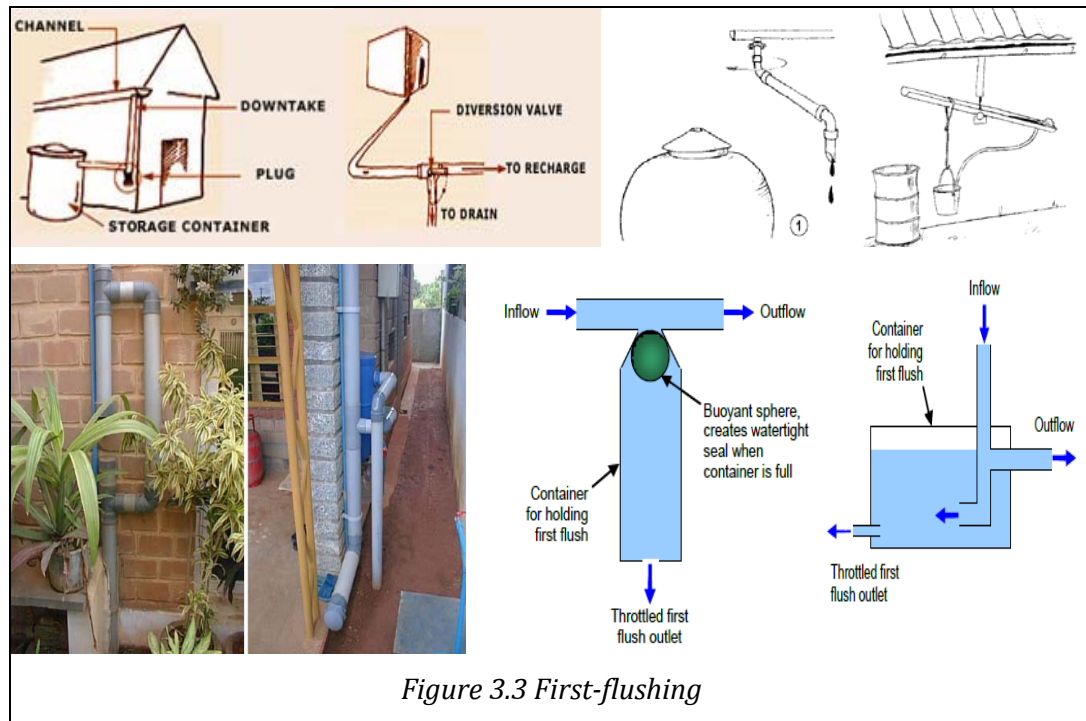 CHANNEL
DOWNTAKE
PLUG
STORAGE CONTAINER
DIVERSION VALVE
TO RECHARGE
TO DRAIN
1
Inflow
Outflow
Buoyant sphere,
creates watertight
seal when
container is full
Container
for holding
first flush
Throttled first
flush outlet
Inflow
Container
for holding
first flush
Outflow
Throttled first
flush outlet
Figure 3.3 First-flushing